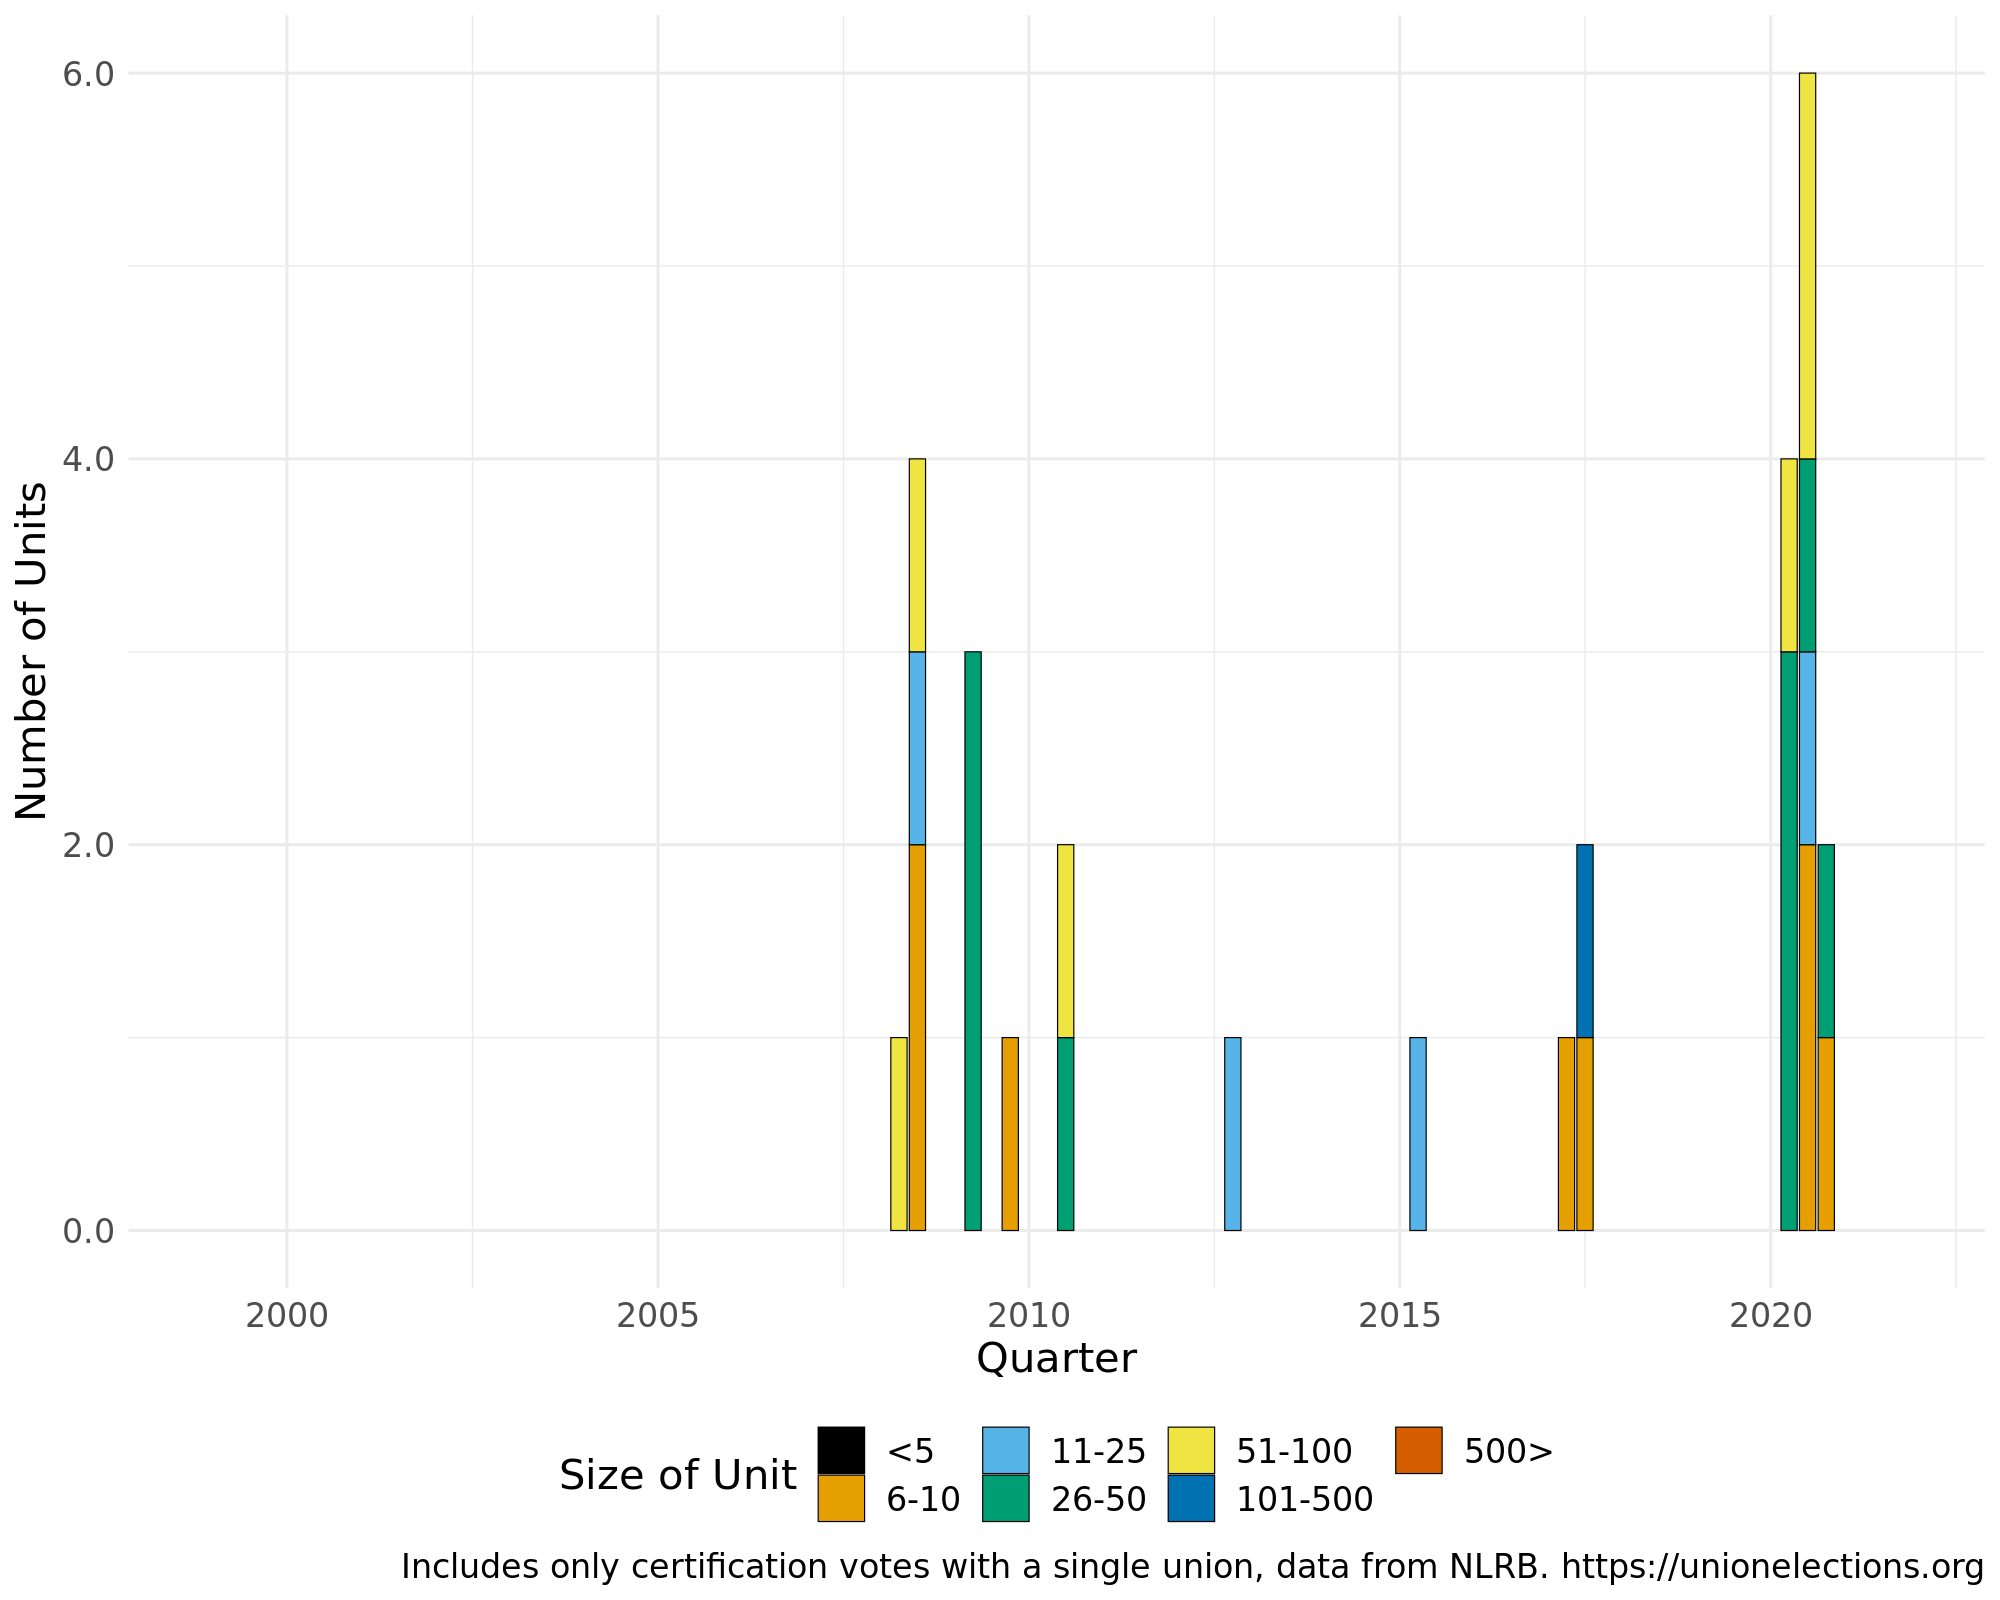 6.0
4.0
2.0
0.0
Number of Units
2000 2005 2010 2015 2020
Quarter
Size of Unit
<5 11-25 51-100 500>
6-10 26-50 101-500
Includes only certification votes with a single union, data from NLRB. https://unionelections.org